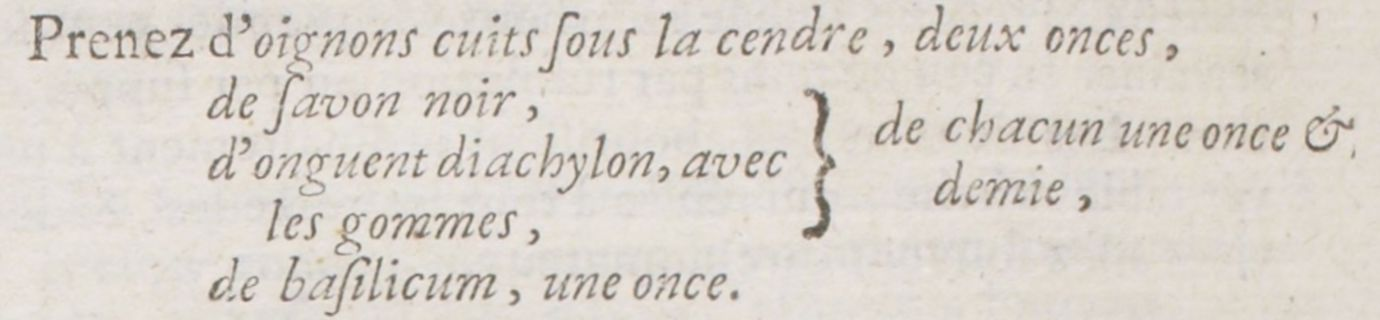 Prenez d'oignons cuits ſous la cendre, deux onces,
de ſavon noir,
d'onguent diachylon, avec
les gommes,
} de chacun une once &
demie,
de baſilicum, une once.